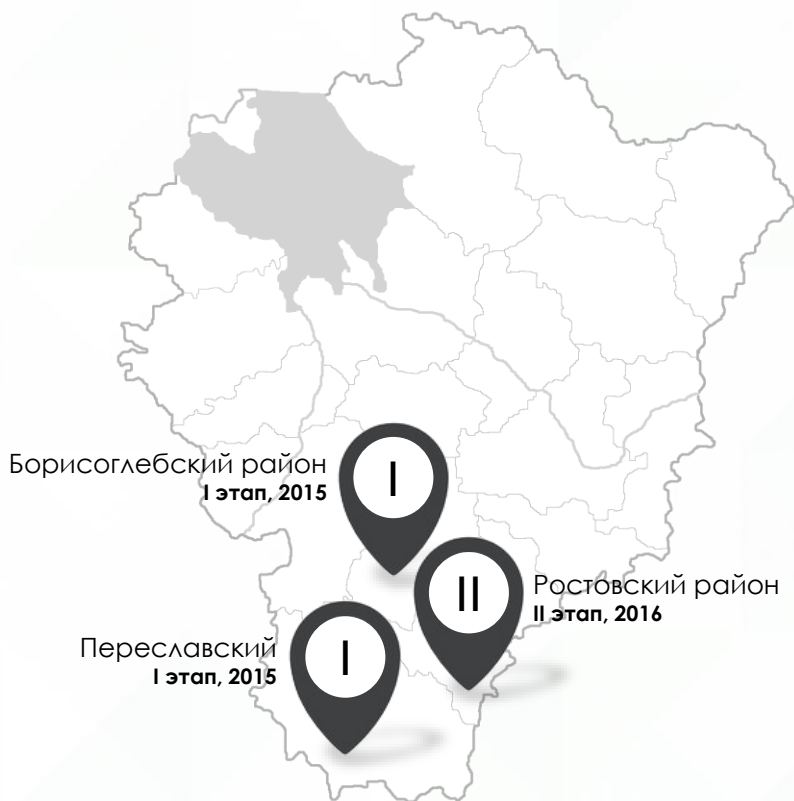 Борисоглебский район
I этап, 2015
I
II
Ростовский район
II этап, 2016
Переславский
I этап, 2015
I